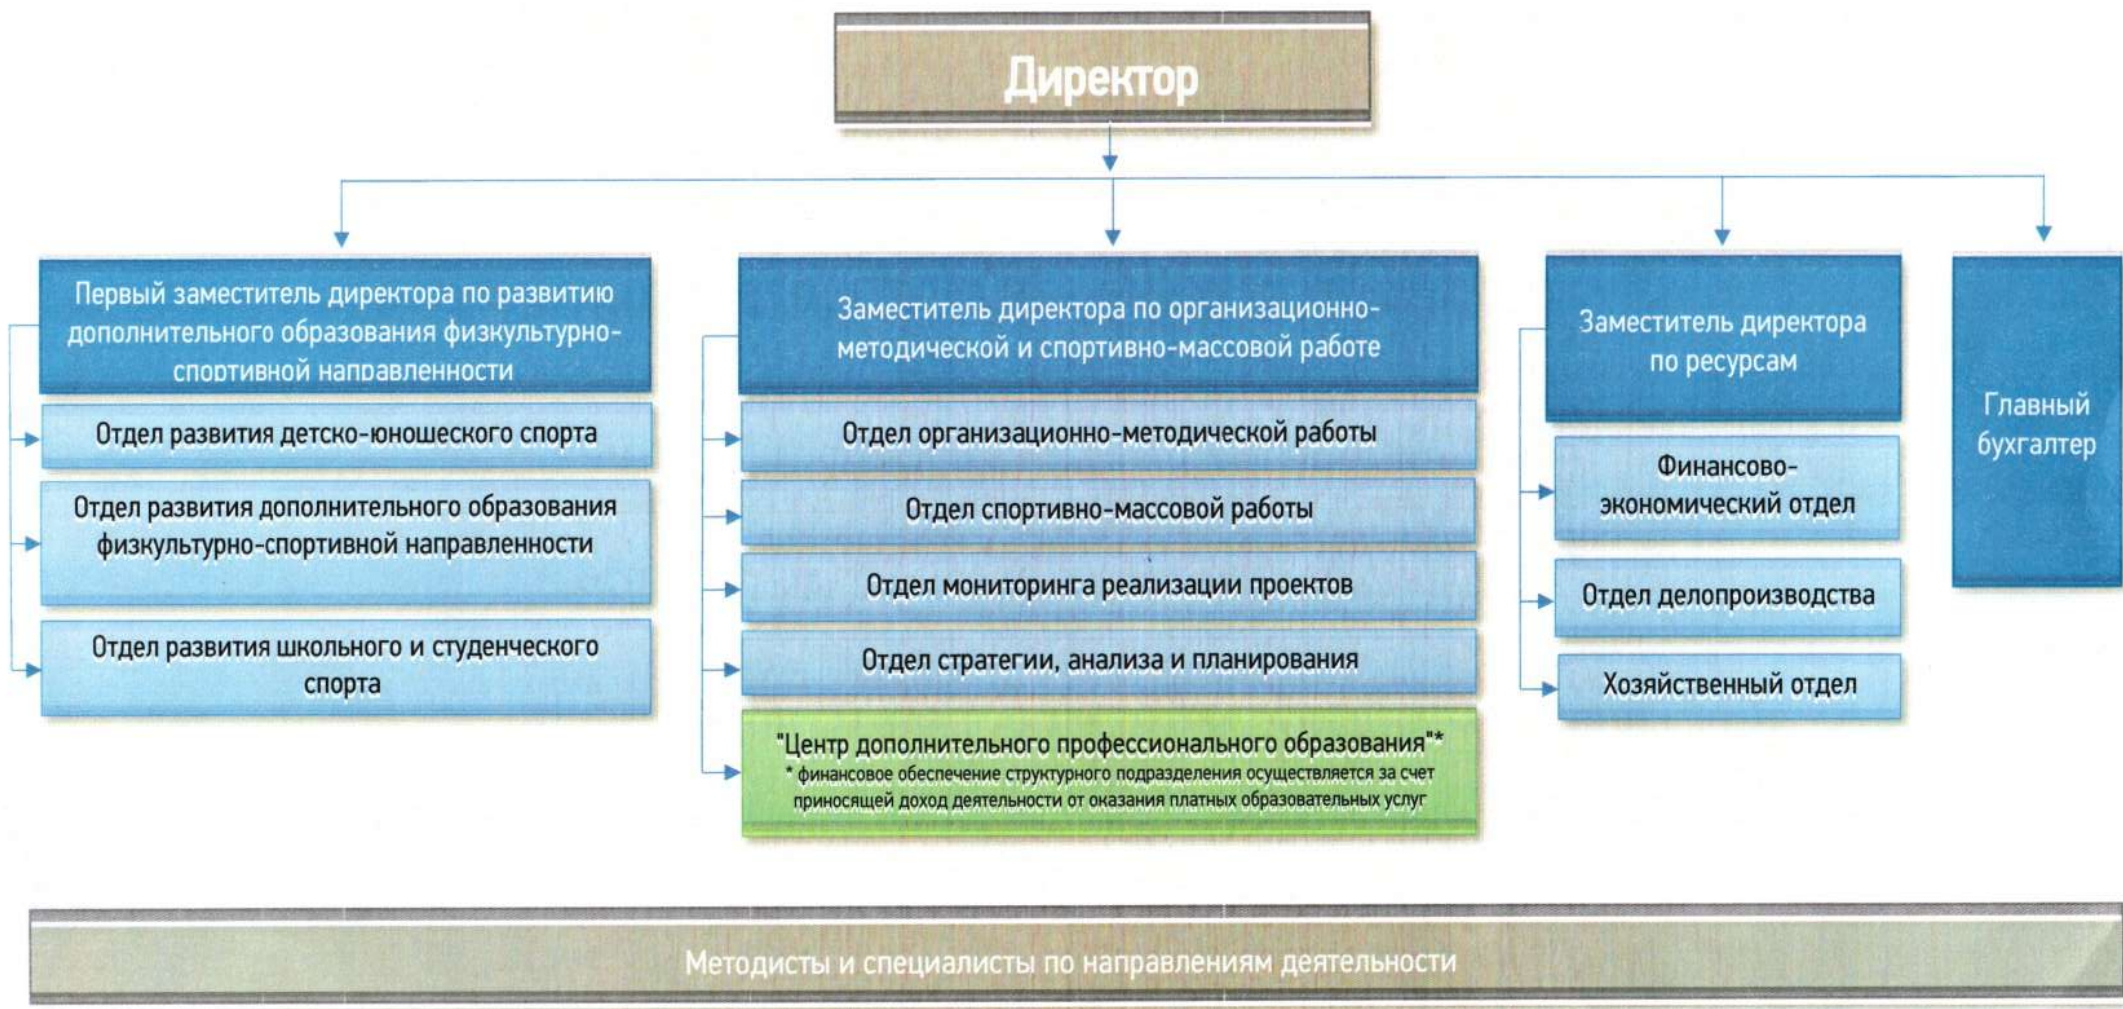 Директор
Первый заместитель директора по развитию
дополнительного образования физкультурно-
спортивной направленности
Отдел развития детско-юношеского спорта
Отдел развития дополнительного образования
физкультурно-спортивной направленности
Отдел развития школьного и студенческого
спорта
Заместитель директора по организационно-
методической и спортивно-массовой работе
Отдел организационно-методической работы
Отдел спортивно-массовой работы
Отдел мониторинга реализации проектов
Отдел стратегии, анализа и планирования
"Центр дополнительного профессионального образования"*
* финансовое обеспечение структурного подразделения осуществляется за счет
приносящей доход деятельности от оказания платных образовательных услуг
Заместитель директора
по ресурсам
Финансово-
экономический отдел
Отдел делопроизводства
Хозяйственный отдел
Главный
бухгалтер
Методисты и специалисты по направлениям деятельности